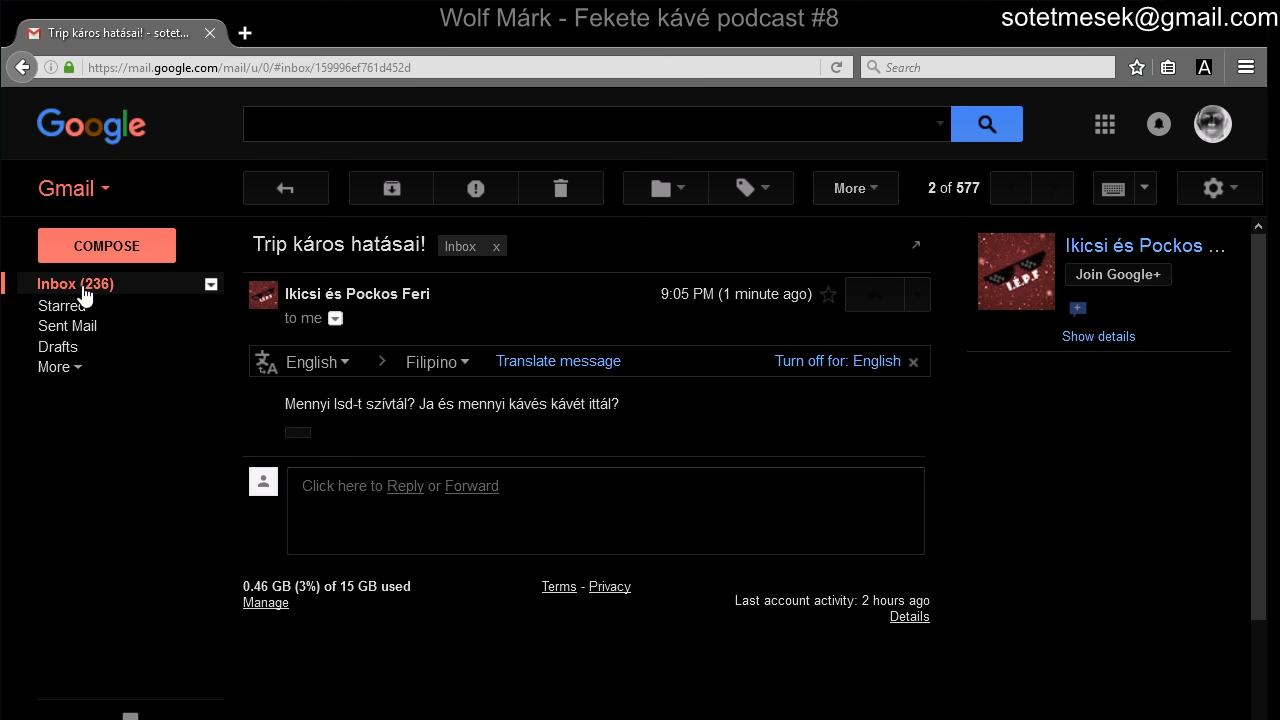 Wolf Márk - Fekete kávé podcast #8
sotetmesek@gmail.com
Trip káros hatásai! - sotet...
https://mail.google.com/mail/u/0/#inbox/159996ef761d452d
Search
A
Google
Gmail
More
2 of 577
COMPOSE
Inbox (236)
Starred
Sent Mail
Drafts
More
Trip káros hatásai!
Inbox x
Ikicsi és Pockos Feri
9:05 PM (1 minute ago)
to me
English
Filipino
Translate message
Turn off for: English
Mennyi lsd-t szívtál? Ja és mennyi kávés kávét ittál?
Click here to Reply or Forward
0.46 GB (3%) of 15 GB used
Manage
Terms - Privacy
Last account activity: 2 hours ago
Details
I.É.P.F
Ikicsi és Pockos ...
Join Google+
Show details